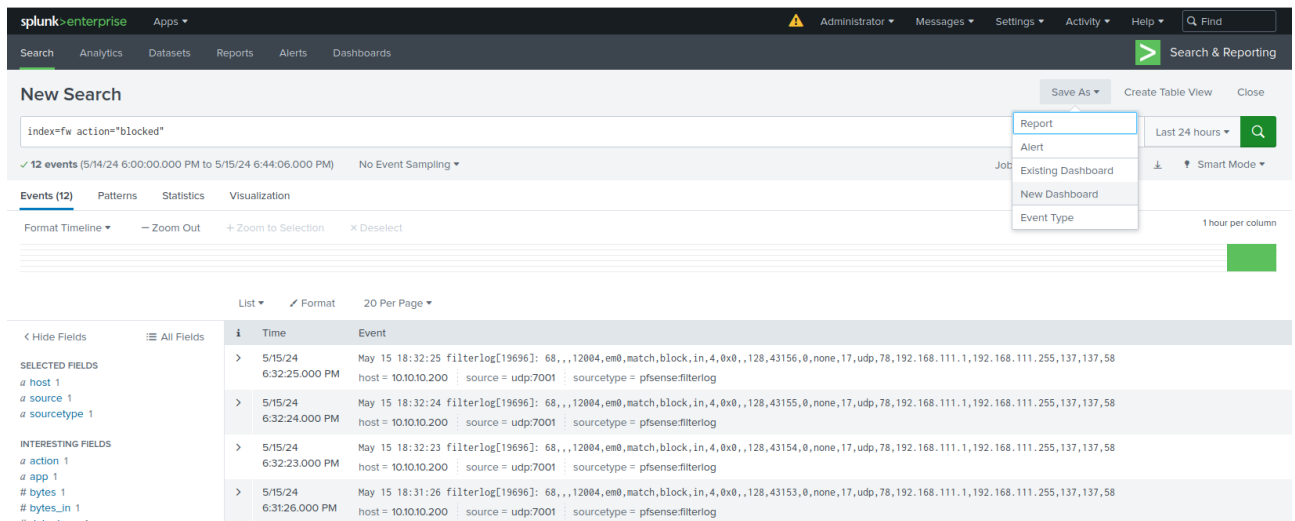 splunk>enterprise Apps ▾ Administrator ▾ Messages ▾ Settings ▾ Activity ▾ Help ▾ Find
Search Analytics Datasets Reports Alerts Dashboards Search & Reporting
New Search Save As ▾ Create Table View Close
Report
index=fw action="blocked" Last 24 hours ▾
Alert
✓ 12 events (5/14/24 6:00:00.000 PM to 5/15/24 6:44:06.000 PM) No Event Sampling ▾ Job Smart Mode ▾
Existing Dashboard
New Dashboard
Event Type
Events (12) Patterns Statistics Visualization
Format Timeline ▾ — Zoom Out + Zoom to Selection × Deselect 1 hour per column
List ▾ Format 20 Per Page ▾
< Hide Fields All Fields i Time Event
SELECTED FIELDS
a host 1
a source 1
a sourcetype 1
INTERESTING FIELDS
a action 1
a app 1
# bytes 1
# bytes_in 1
> 5/15/24 May 15 18:32:25 filterlog[19696]: 68,,,12004,em0,match,block,in,4,0x0,,128,43156,0,none,17,udp,78,192.168.111.1,192.168.111.255,137,137,58
6:32:25.000 PM host = 10.10.10.200 source = udp:7001 sourcetype = pfsense:filterlog
> 5/15/24 May 15 18:32:24 filterlog[19696]: 68,,,12004,em0,match,block,in,4,0x0,,128,43155,0,none,17,udp,78,192.168.111.1,192.168.111.255,137,137,58
6:32:24.000 PM host = 10.10.10.200 source = udp:7001 sourcetype = pfsense:filterlog
> 5/15/24 May 15 18:32:23 filterlog[19696]: 68,,,12004,em0,match,block,in,4,0x0,,128,43154,0,none,17,udp,78,192.168.111.1,192.168.111.255,137,137,58
6:32:23.000 PM host = 10.10.10.200 source = udp:7001 sourcetype = pfsense:filterlog
> 5/15/24 May 15 18:31:26 filterlog[19696]: 68,,,12004,em0,match,block,in,4,0x0,,128,43153,0,none,17,udp,78,192.168.111.1,192.168.111.255,137,137,58
6:31:26.000 PM host = 10.10.10.200 source = udp:7001 sourcetype = pfsense:filterlog